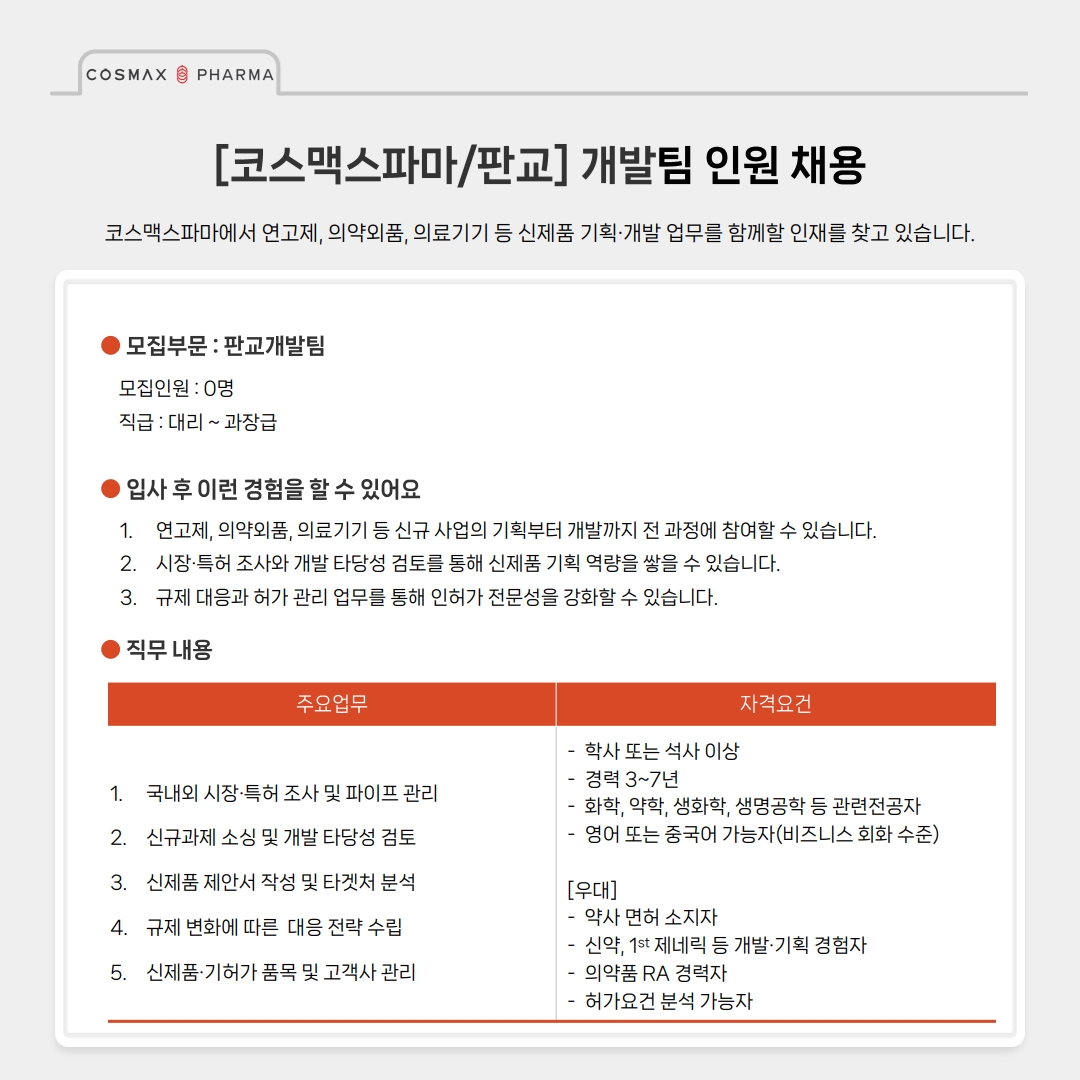 COSMAX PHARMA
[코스맥스파마/판교] 개발팀 인원 채용
코스맥스파마에서 연고제, 의약외품, 의료기기 등 신제품 기획·개발 업무를 함께할 인재를 찾고 있습니다.
모집부문 : 판교개발팀
모집인원 : 0명
직급 : 대리 ~ 과장급
입사 후 이런 경험을 할 수 있어요
1. 연고제, 의약외품, 의료기기 등 신규 사업의 기획부터 개발까지 전 과정에 참여할 수 있습니다.
2. 시장·특허 조사와 개발 타당성 검토를 통해 신제품 기획 역량을 쌓을 수 있습니다.
3. 규제 대응과 허가 관리 업무를 통해 인허가 전문성을 강화할 수 있습니다.
직무 내용
주요업무
1. 국내외 시장·특허 조사 및 파이프 관리
2. 신규과제 소싱 및 개발 타당성 검토
3. 신제품 제안서 작성 및 타겟처 분석
4. 규제 변화에 따른 대응 전략 수립
5. 신제품·기허가 품목 및 고객사 관리
자격요건
- 학사 또는 석사 이상
- 경력 3~7년
- 화학, 약학, 생화학, 생명공학 등 관련전공자
- 영어 또는 중국어 가능자(비즈니스 회화 수준)
[우대]
- 약사 면허 소지자
- 신약, 1st 제네릭 등 개발·기획 경험자
- 의약품 RA 경력자
- 허가요건 분석 가능자